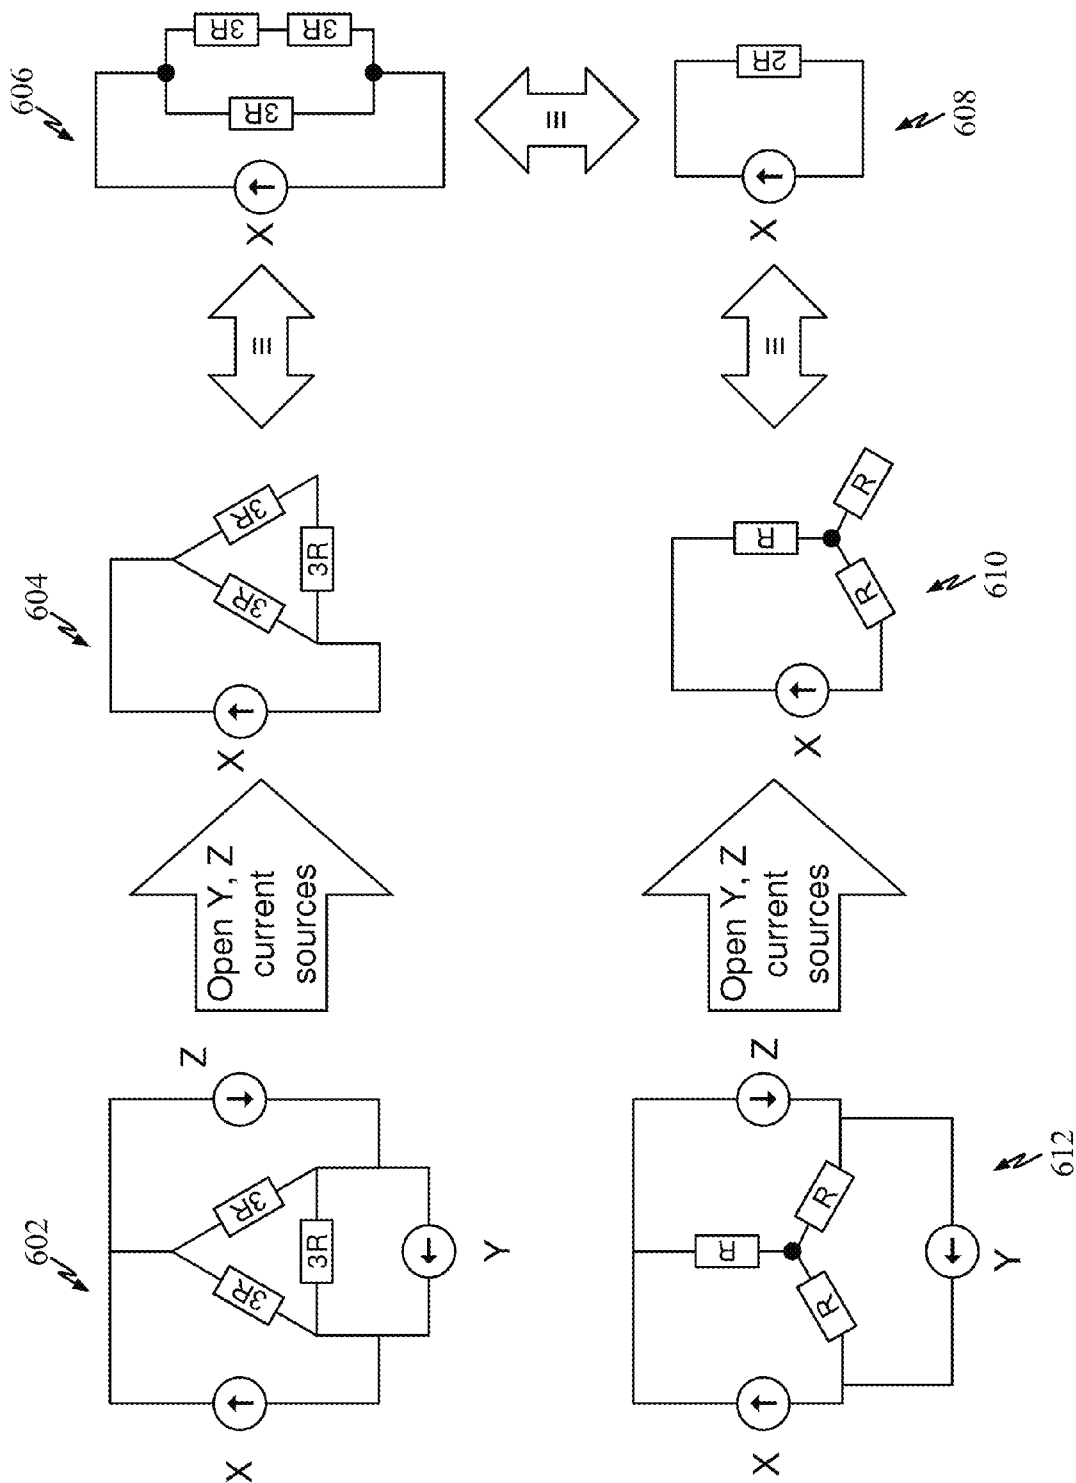 602
X
3R
3R
3R
Y
Z
Open Y, Z
current
sources
604
X
3R
3R
3R
≡
606
X
3R
3R
3R
≡
612
X
R
R
R
Y
Z
Open Y, Z
current
sources
610
X
R
R
R
≡
608
X
2R